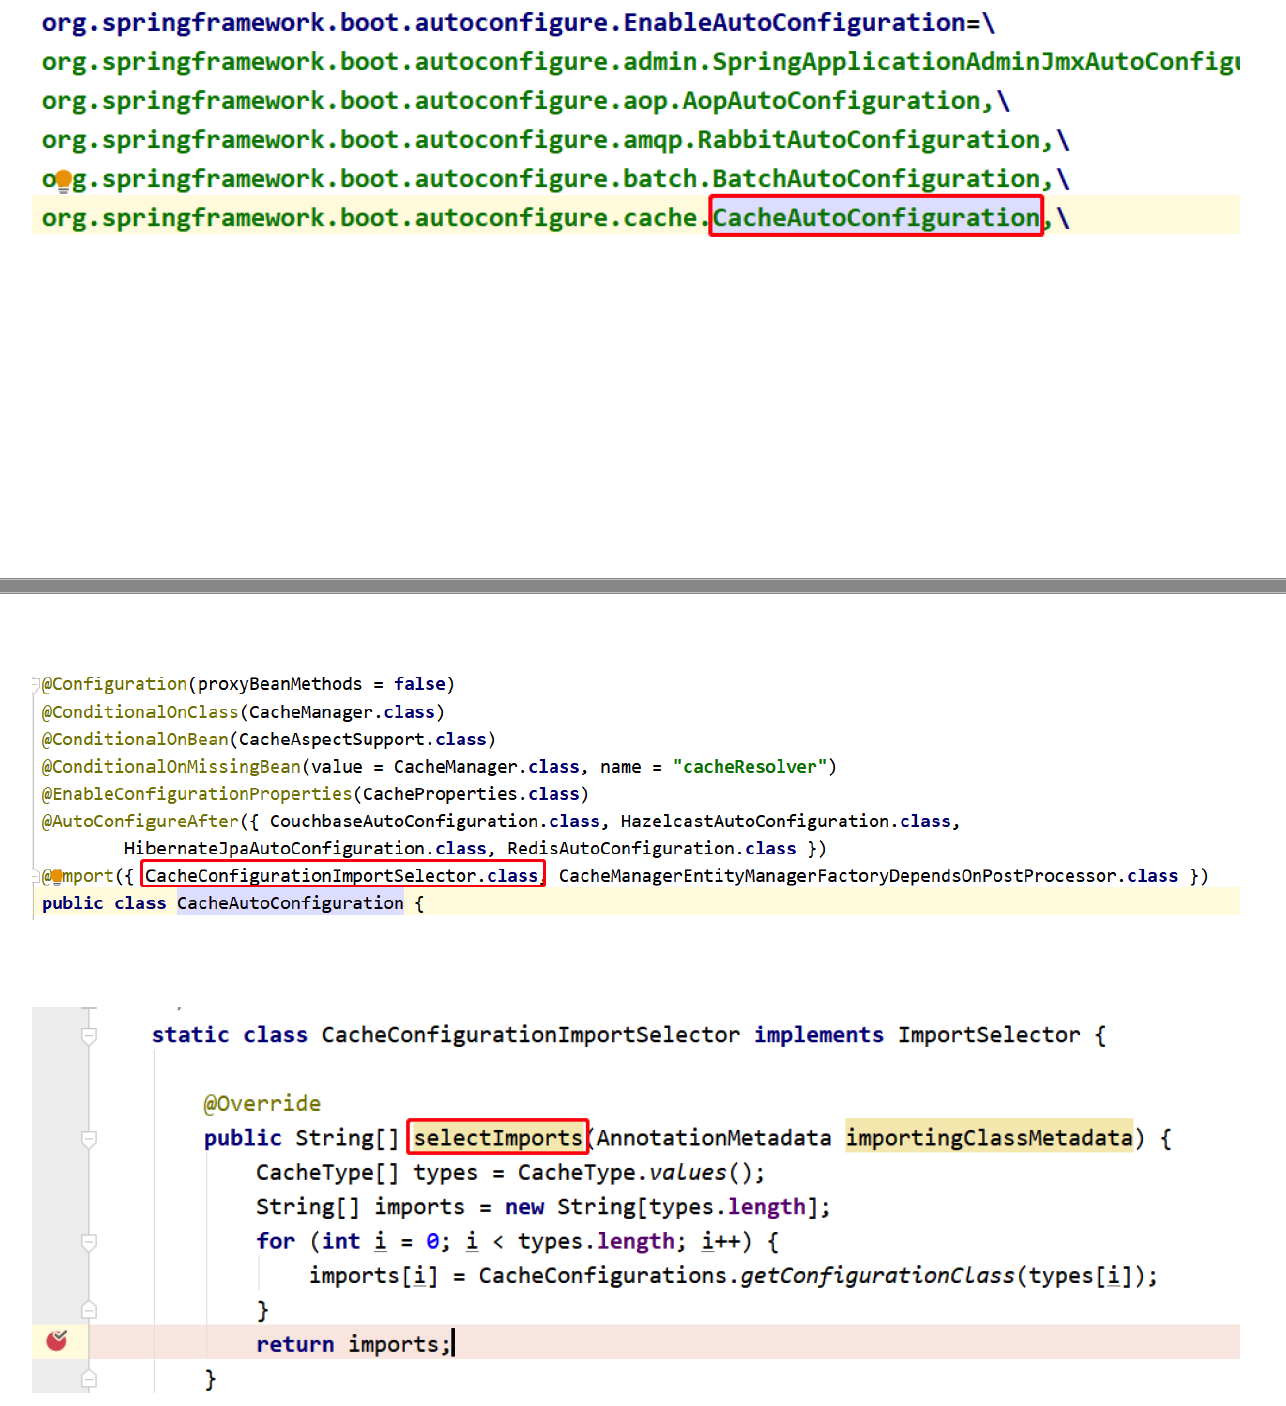 org.springframework.boot.autoconfigure.EnableAutoConfiguration=\
org.springframework.boot.autoconfigure.admin.SpringApplicationAdminJmxAutoConfigu
org.springframework.boot.autoconfigure.aop.AopAutoConfiguration,\
org.springframework.boot.autoconfigure.amqp.RabbitAutoConfiguration,\
org.springframework.boot.autoconfigure.batch.BatchAutoConfiguration,\
org.springframework.boot.autoconfigure.cache.CacheAutoConfiguration,\
@Configuration(proxyBeanMethods = false)
@ConditionalOnClass(CacheManager.class)
@ConditionalOnBean(CacheAspectSupport.class)
@ConditionalOnMissingBean(value = CacheManager.class, name = "cacheResolver")
@EnableConfigurationProperties(CacheProperties.class)
@AutoConfigureAfter({ CouchbaseAutoConfiguration.class, HazelcastAutoConfiguration.class,
HibernateJpaAutoConfiguration.class, RedisAutoConfiguration.class })
@Import({ CacheConfigurationImportSelector.class, CacheManagerEntityManagerFactoryDependsOnPostProcessor.class })
public class CacheAutoConfiguration {
static class CacheConfigurationImportSelector implements ImportSelector {
@Override
public String[] selectImports(AnnotationMetadata importingClassMetadata) {
CacheType[] types = CacheType.values();
String[] imports = new String[types.length];
for (int i = 0; i < types.length; i++) {
imports[i] = CacheConfigurations.getConfigurationClass(types[i]);
}
return imports;
}